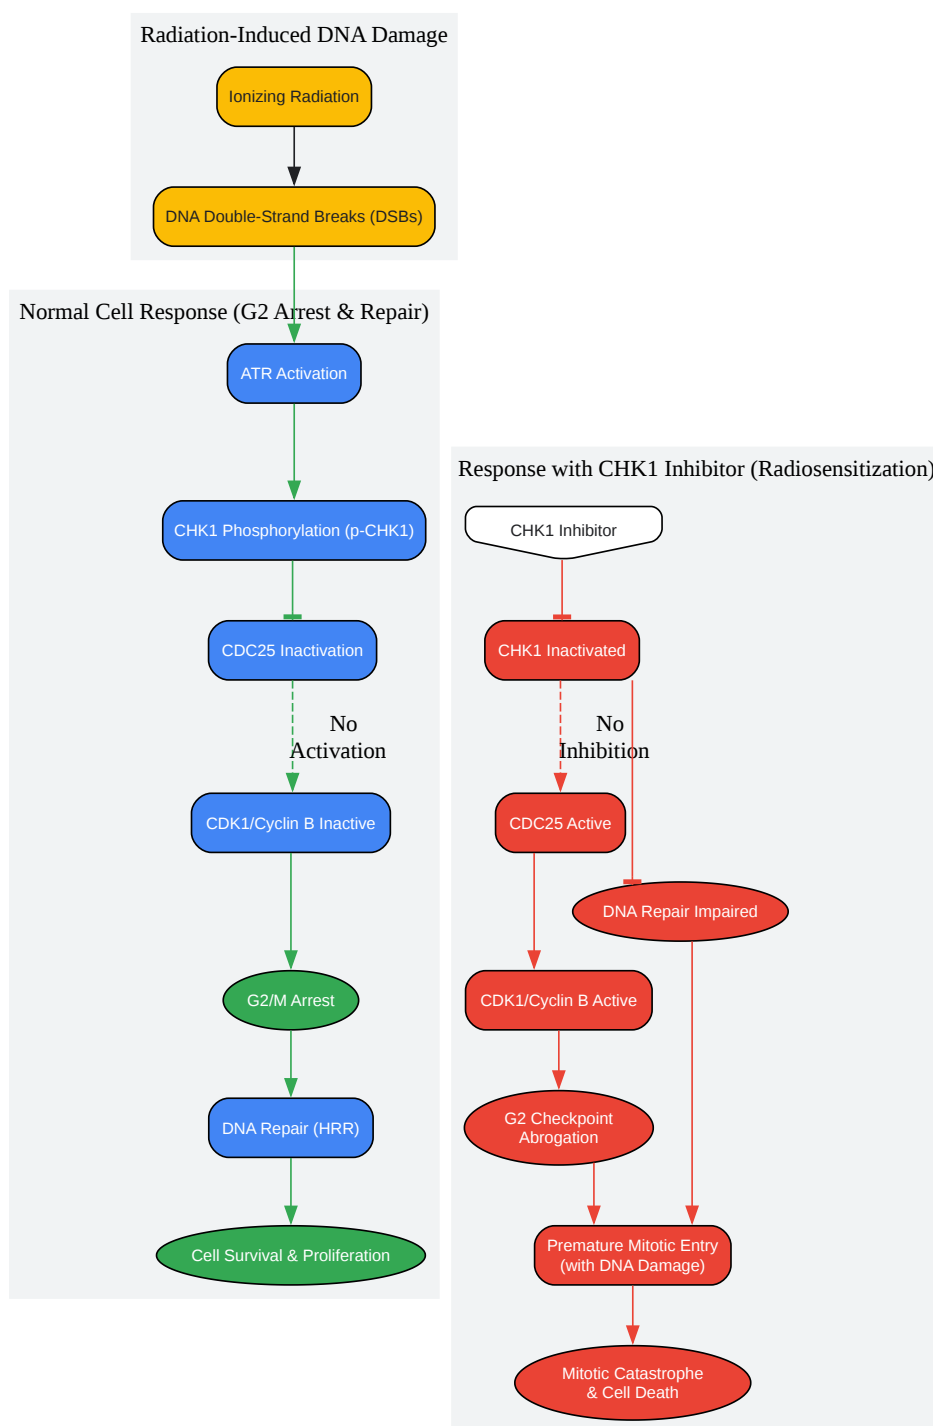 Radiation-Induced DNA Damage
Ionizing Radiation
DNA Double-Strand Breaks (DSBs)
Normal Cell Response (G2 Arrest & Repair)
ATR Activation
CHK1 Phosphorylation (p-CHK1)
CDC25 Inactivation
No
Activation
CDK1/Cyclin B Inactive
G2/M Arrest
DNA Repair (HRR)
Cell Survival & Proliferation
Response with CHK1 Inhibitor (Radiosensitization)
CHK1 Inhibitor
CHK1 Inactivated
No
Inhibition
CDC25 Active
DNA Repair Impaired
CDK1/Cyclin B Active
G2 Checkpoint
Abrogation
Premature Mitotic Entry
(with DNA Damage)
Mitotic Catastrophe
& Cell Death